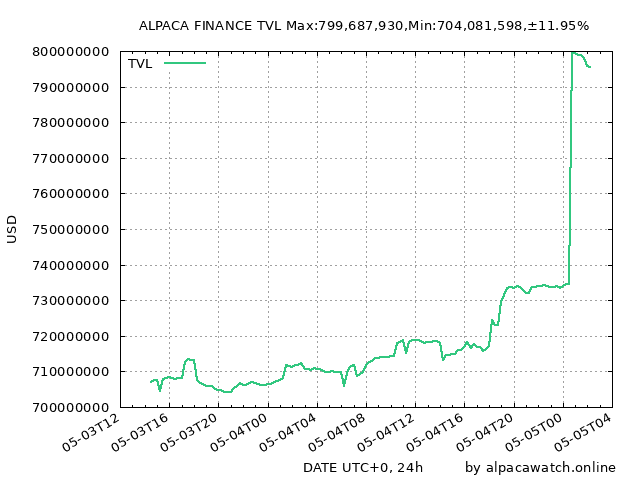 ALPACA FINANCE TVL Max:799,687,930,Min:704,081,598,±11.95%
TVL
800000000
790000000
780000000
770000000
760000000
750000000
740000000
730000000
720000000
710000000
700000000
USD
05-03T12
05-03T16
05-03T20
05-04T00
05-04T04
05-04T08
05-04T12
05-04T16
05-04T20
05-05T00
05-05T04
DATE UTC+0, 24h
by alpacawatch.online